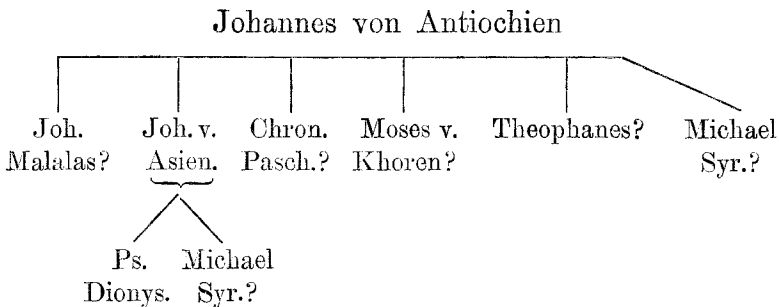 Johannes von Antiochien
Joh. Joh. v. Chron. Moses v. Theophanes? Michael
Malalas? Asien. Pasch.? Khoren? Syr.?
Ps. Michael
Dionys. Syr.?